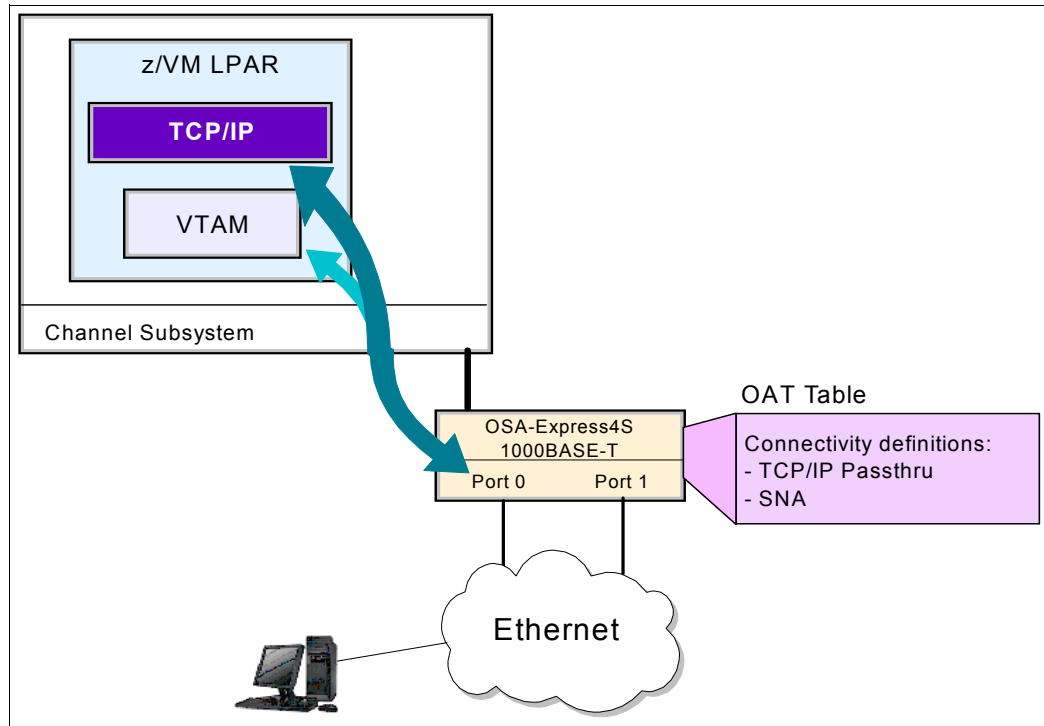 z/VM LPAR
TCP/IP
VTAM
Channel Subsystem
OAT Table
OSA-Express4S
1000BASE-T
Port 0
Port 1
Connectivity definitions:
- TCP/IP Passthru
- SNA
Ethernet